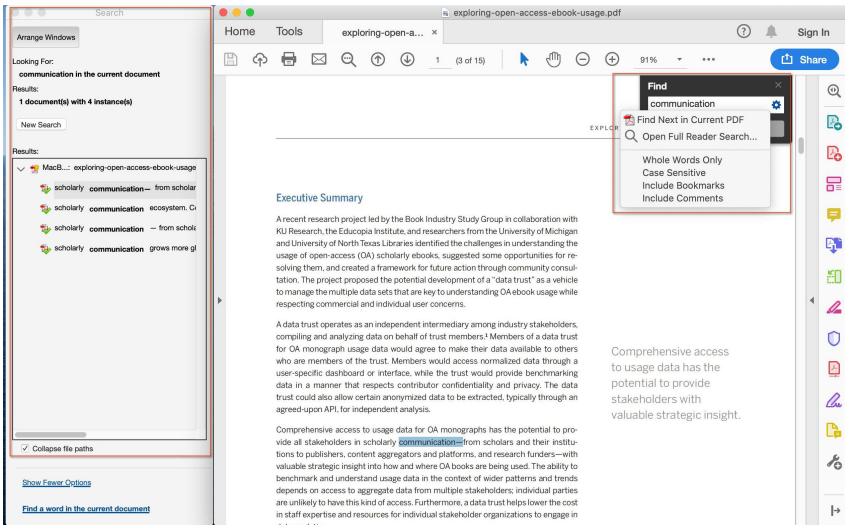 Search
Arrange Windows
Looking For:
communication in the current document
Results:
1 document(s) with 4 instance(s)
New Search
Results:
MacB...: exploring-open-access-ebook-usage
scholarly communication— from scholar
scholarly communication ecosystem. C
scholarly communication — from schola
scholarly communication grows more gl
Collapse file paths
Show Fewer Options
Find a word in the current document
exploring-open-access-ebook-usage.pdf
Home Tools exploring-open-a... × Sign In
1 (3 of 15) 91% Share
Find
communication
Find Next in Current PDF
Open Full Reader Search...
Whole Words Only
Case Sensitive
Include Bookmarks
Include Comments
EXPLOR
Executive Summary
A recent research project led by the Book Industry Study Group in collaboration with
KU Research, the Educopia Institute, and researchers from the University of Michigan
and University of North Texas Libraries identified the challenges in understanding the
usage of open-access (OA) scholarly ebooks, suggested some opportunities for re-
solving them, and created a framework for future action through community consul-
tation. The project proposed the potential development of a "data trust" as a vehicle
to manage the multiple data sets that are key to understanding OA ebook usage while
respecting commercial and individual user concerns.
A data trust operates as an independent intermediary among industry stakeholders,
compiling and analyzing data on behalf of trust members.¹ Members of a data trust
for OA monograph usage data would agree to make their data available to others
who are members of the trust. Members would access normalized data through a
user-specific dashboard or interface, while the trust would provide benchmarking
data in a manner that respects contributor confidentiality and privacy. The data
trust could also allow certain anonymized data to be extracted, typically through an
agreed-upon API, for independent analysis.
Comprehensive access
to usage data has the
potential to provide
stakeholders with
valuable strategic insight.
Comprehensive access to usage data for OA monographs has the potential to pro-
vide all stakeholders in scholarly communication—from scholars and their institu-
tions to publishers, content aggregators and platforms, and research funders—with
valuable strategic insight into how and where OA books are being used. The ability to
benchmark and understand usage data in the context of wider patterns and trends
depends on access to aggregate data from multiple stakeholders; individual parties
are unlikely to have this kind of access. Furthermore, a data trust helps lower the cost
in staff expertise and resources for individual stakeholder organizations to engage in